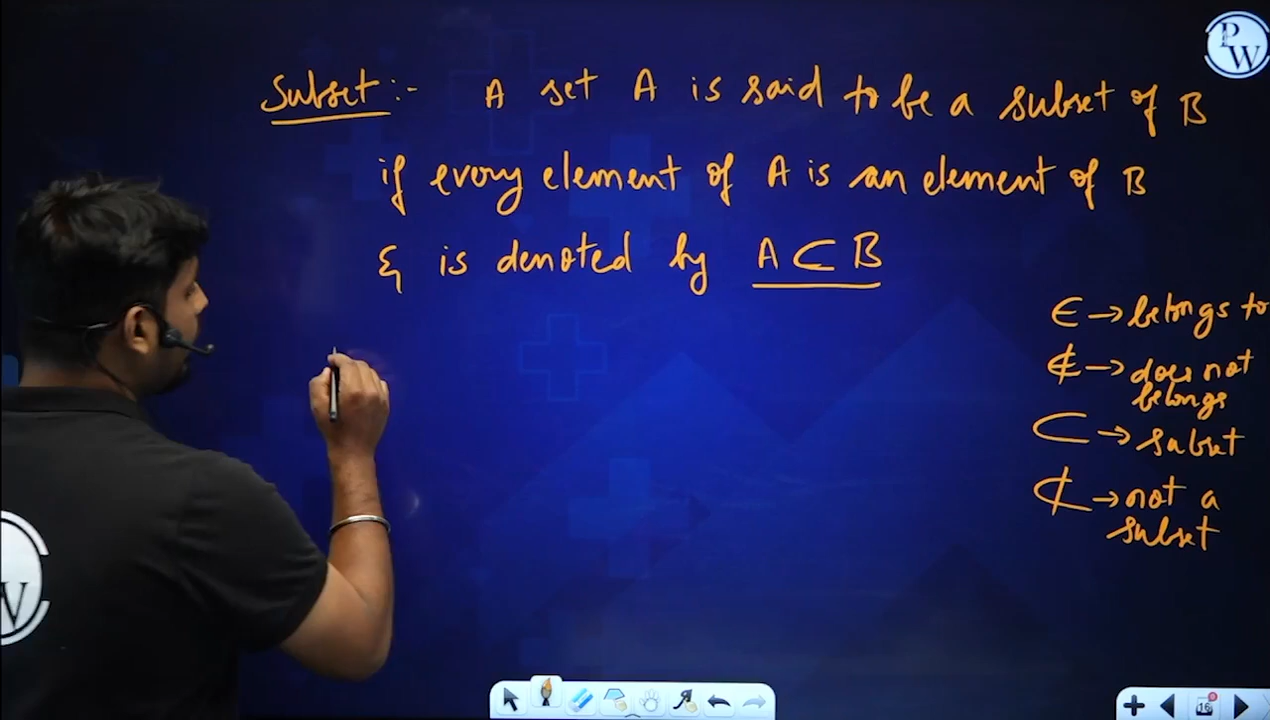 Subset :- A set A is said to be a subset of B
if every element of A is an element of B
& is denoted by A ⊂ B
∈ → belongs to
∉ → does not
belongs
⊂ → subset
⊄ → not a
subset
PW
W
16